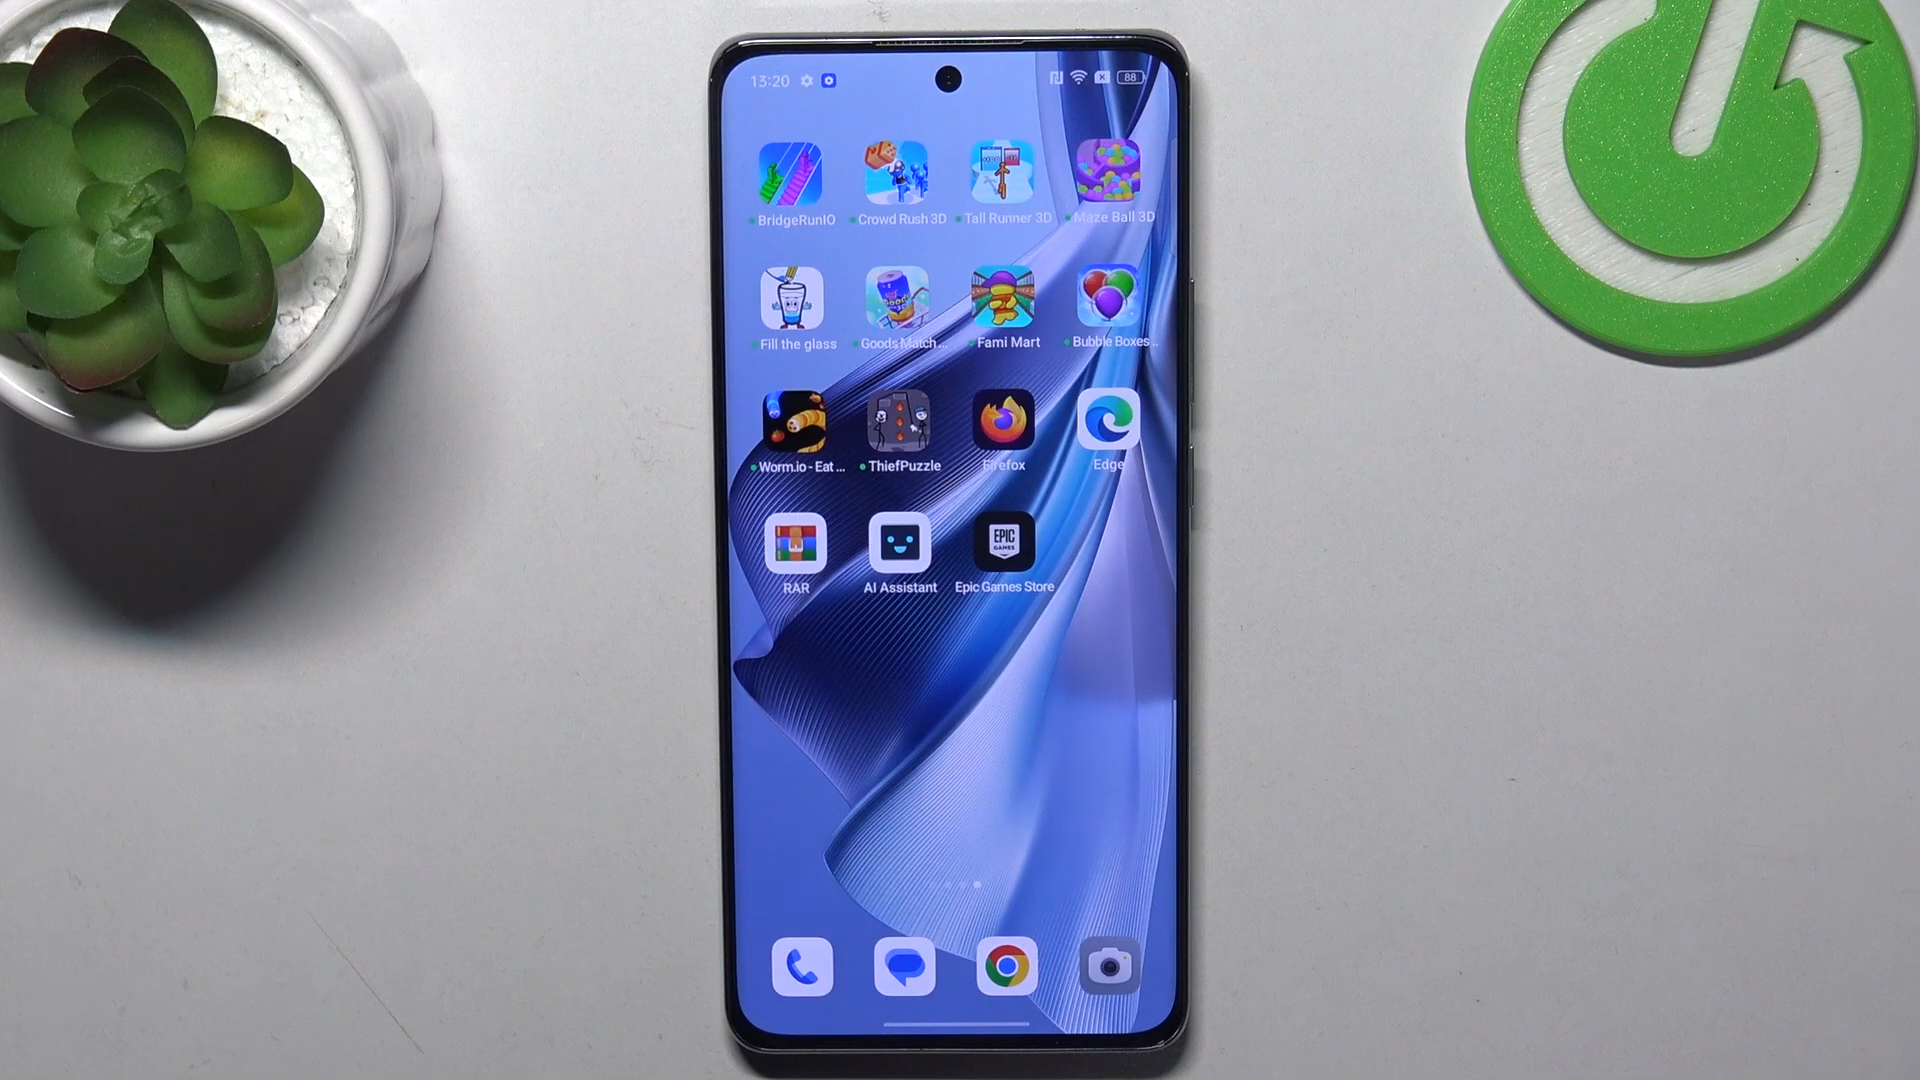 13:20 88
BridgeRunIO Crowd Rush 3D Tall Runner 3D Maze Ball 3D
Fill the glass Goods Match... Fami Mart Bubble Boxes ..
Worm.io - Eat ... ThiefPuzzle Firefox Edge
EPIC
GAMES
RAR AI Assistant Epic Games Store